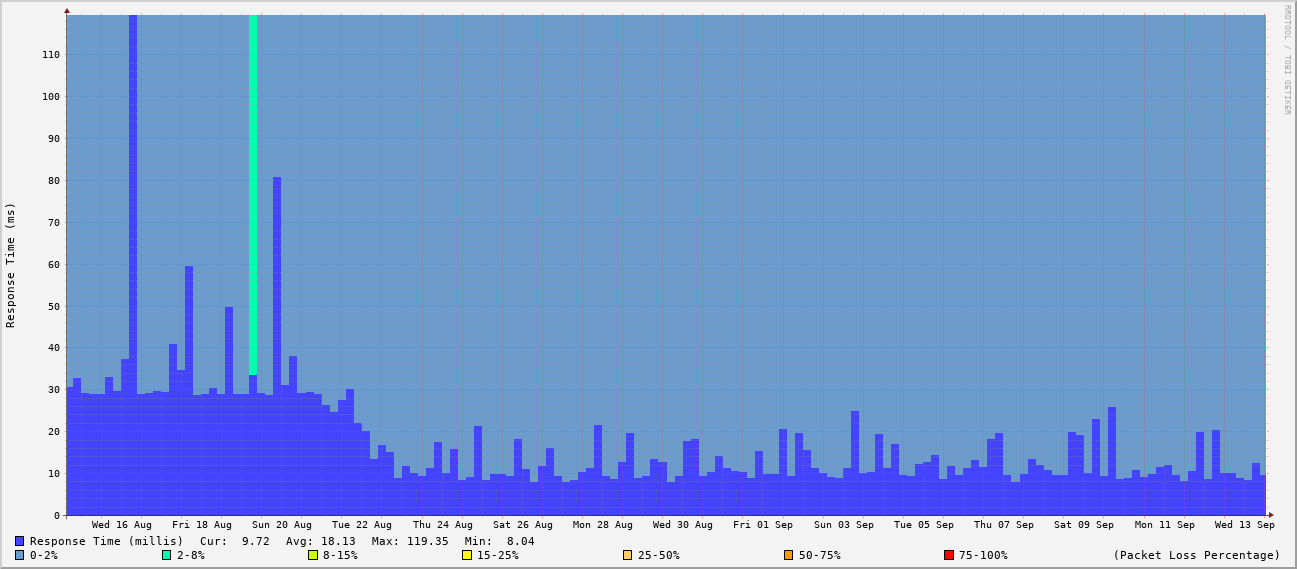 RRDTOOL / TOBI OETIKER
Response Time (ms)
110
100
90
80
70
60
50
40
30
20
10
0
Wed 16 Aug Fri 18 Aug Sun 20 Aug Tue 22 Aug Thu 24 Aug Sat 26 Aug Mon 28 Aug Wed 30 Aug Fri 01 Sep Sun 03 Sep Tue 05 Sep Thu 07 Sep Sat 09 Sep Mon 11 Sep Wed 13 Sep
Response Time (millis) Cur: 9.72 Avg: 18.13 Max: 119.35 Min: 8.04
0-2% 2-8% 8-15% 15-25% 25-50% 50-75% 75-100% (Packet Loss Percentage)